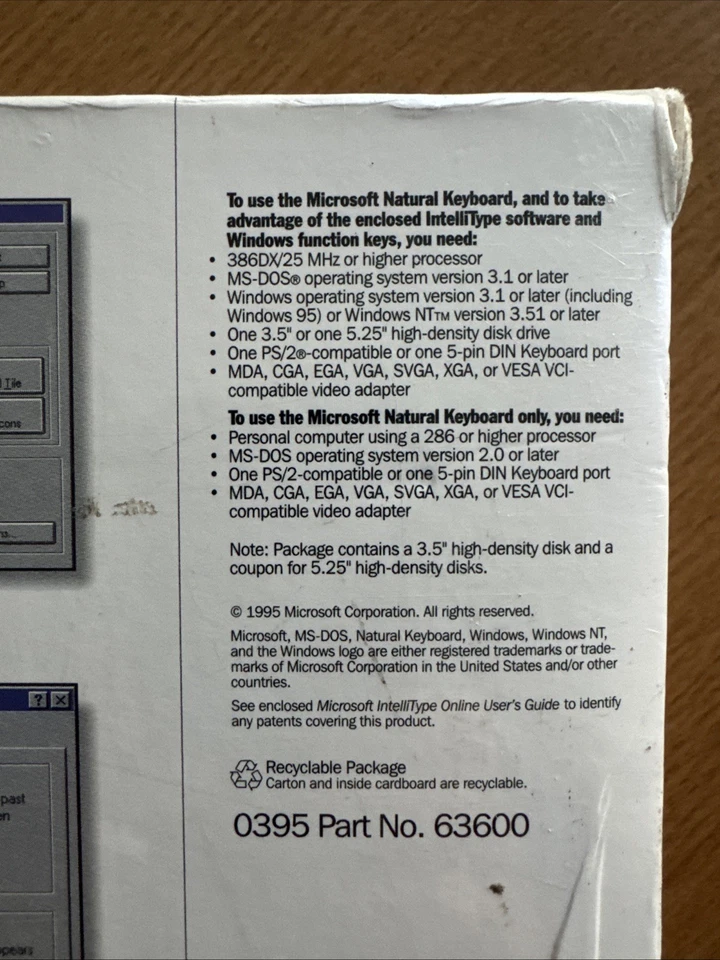 To use the Microsoft Natural Keyboard, and to take
advantage of the enclosed IntelliType software and
Windows function keys, you need:
• 386DX/25 MHz or higher processor
• MS-DOS® operating system version 3.1 or later
• Windows operating system version 3.1 or later (including
Windows 95) or Windows NT™ version 3.51 or later
• One 3.5" or one 5.25" high-density disk drive
• One PS/2®-compatible or one 5-pin DIN Keyboard port
• MDA, CGA, EGA, VGA, SVGA, XGA, or VESA VCI-
compatible video adapter
To use the Microsoft Natural Keyboard only, you need:
• Personal computer using a 286 or higher processor
• MS-DOS operating system version 2.0 or later
• One PS/2-compatible or one 5-pin DIN Keyboard port
• MDA, CGA, EGA, VGA, SVGA, XGA, or VESA VCI-
compatible video adapter
Note: Package contains a 3.5" high-density disk and a
coupon for 5.25" high-density disks.
© 1995 Microsoft Corporation. All rights reserved.
Microsoft, MS-DOS, Natural Keyboard, Windows, Windows NT,
and the Windows logo are either registered trademarks or trade-
marks of Microsoft Corporation in the United States and/or other
countries.
See enclosed Microsoft IntelliType Online User's Guide to identify
any patents covering this product.
Recyclable Package
Carton and inside cardboard are recyclable.
0395 Part No. 63600
Tile
?
past